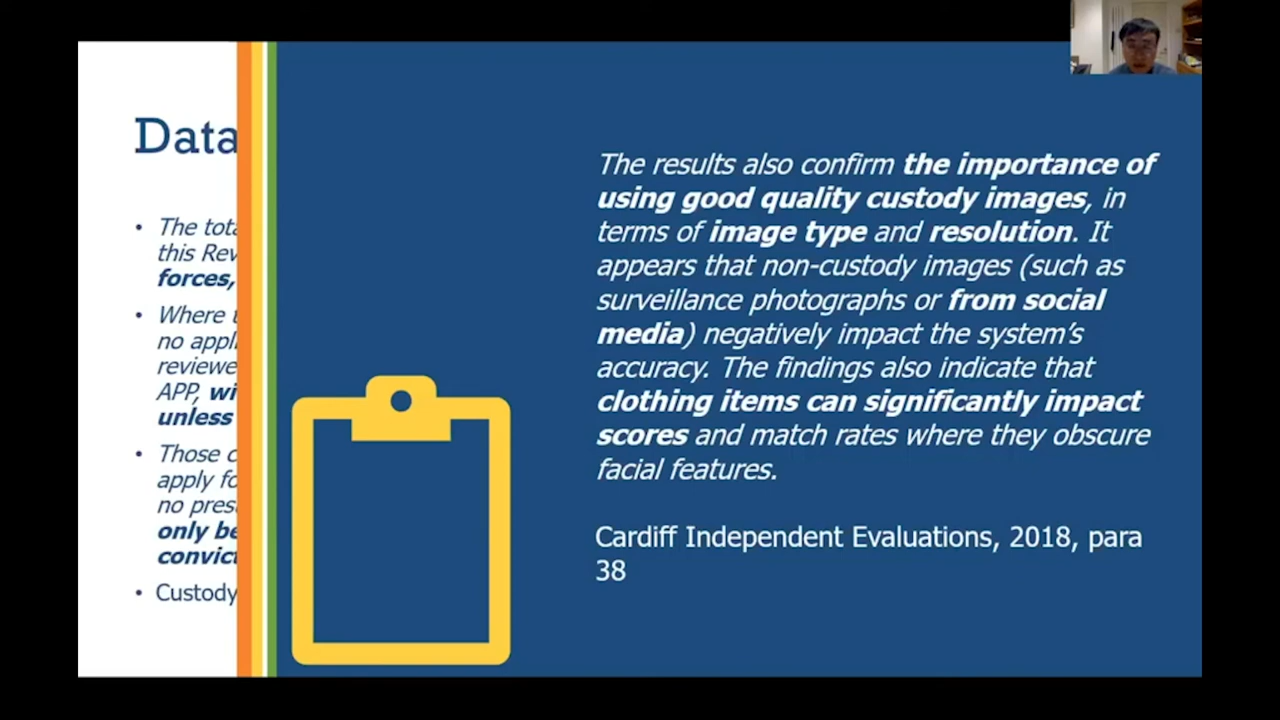 Data
The tota
this Rev
forces,
Where t
no appl
reviewe
APP, wi
unless
Those c
apply fo
no pres
only be
convict
Custody
The results also confirm the importance of
using good quality custody images, in
terms of image type and resolution. It
appears that non-custody images (such as
surveillance photographs or from social
media) negatively impact the system's
accuracy. The findings also indicate that
clothing items can significantly impact
scores and match rates where they obscure
facial features.
Cardiff Independent Evaluations, 2018, para
38